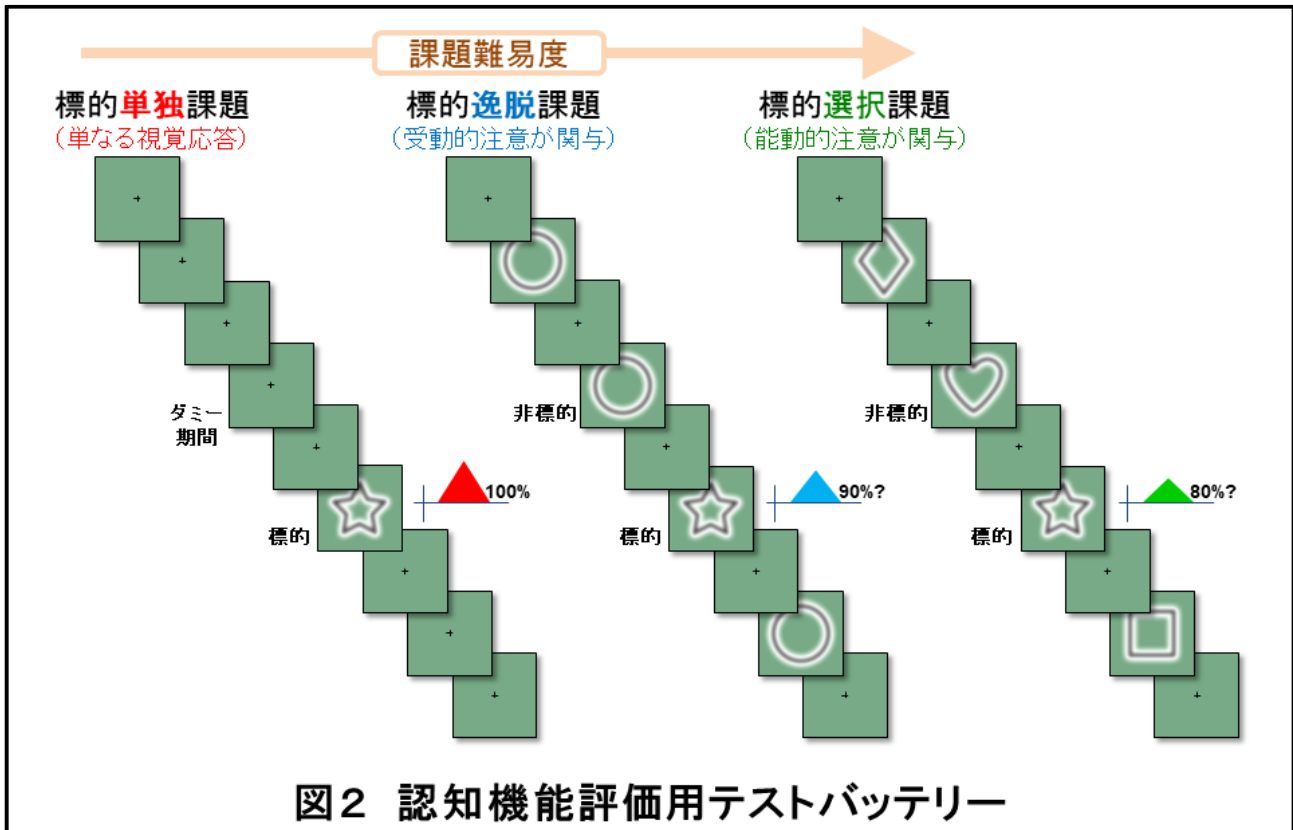 課題難易度
標的単独課題
(単なる視覚応答)
標的逸脱課題
(受動的注意が関与)
標的選択課題
(能動的注意が関与)
ダミー
期間
標的
100%
非標的
標的
90%?
非標的
標的
80%?
図2 認知機能評価用テストバッテリー